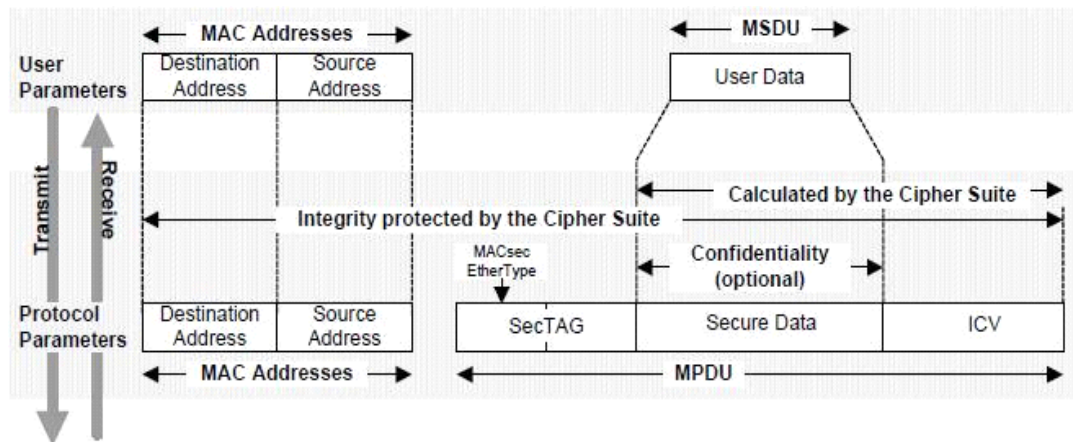 MAC Addresses
MSDU
User
Parameters
Destination
Address
Source
Address
User Data
Transmit
Receive
Calculated by the Cipher Suite
Integrity protected by the Cipher Suite
MACsec
EtherType
Confidentiality
(optional)
Protocol
Parameters
Destination
Address
Source
Address
SecTAG
Secure Data
ICV
MAC Addresses
MPDU